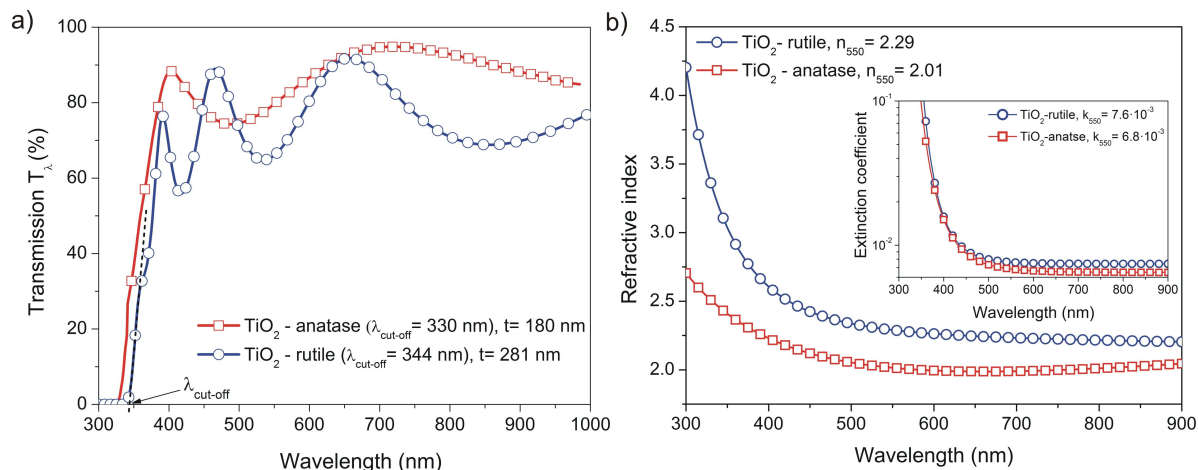 a)
100
80
60
40
20
0
Transmission T_λ (%)
TiO₂ - anatase (λ_cut-off= 330 nm), t= 180 nm
TiO₂ - rutile (λ_cut-off= 344 nm), t= 281 nm
λ_cut-off
300 400 500 600 700 800 900 1000
Wavelength (nm)
b)
4.5
4.0
3.5
3.0
2.5
2.0
Refractive index
TiO₂- rutile, n₅₅₀= 2.29
TiO₂ - anatase, n₅₅₀= 2.01
10⁻¹
10⁻²
Extinction coefficient
TiO₂-rutile, k₅₅₀= 7.6·10⁻³
TiO₂-anatse, k₅₅₀= 6.8·10⁻³
300 400 500 600 700 800 900
Wavelength (nm)
300 400 500 600 700 800 900
Wavelength (nm)